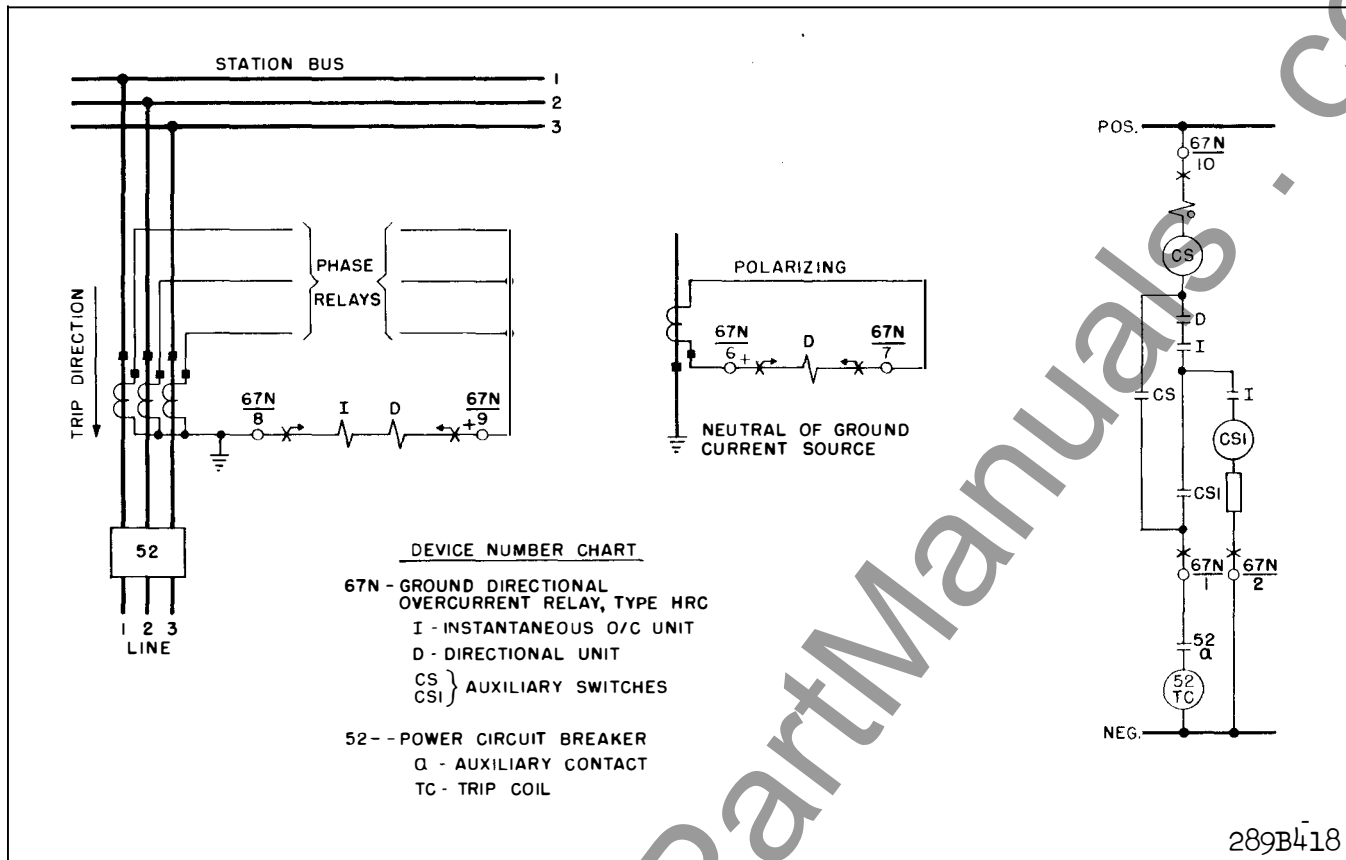 STATION BUS
1
2
3
TRIP DIRECTION
PHASE
RELAYS
67N
8
I
D
67N
+9
52
1 2 3
LINE
POLARIZING
67N
6+
D
67N
7
NEUTRAL OF GROUND
CURRENT SOURCE
DEVICE NUMBER CHART
67N - GROUND DIRECTIONAL
OVERCURRENT RELAY, TYPE HRC
I - INSTANTANEOUS O/C UNIT
D - DIRECTIONAL UNIT
CS
CSI } AUXILIARY SWITCHES
52-- POWER CIRCUIT BREAKER
a - AUXILIARY CONTACT
TC - TRIP COIL
POS.
67N
10
CS
D
I
CS
I
CSI
CSI
67N
1
67N
2
52
a
52
TC
NEG.
289B418
PartManuals.co